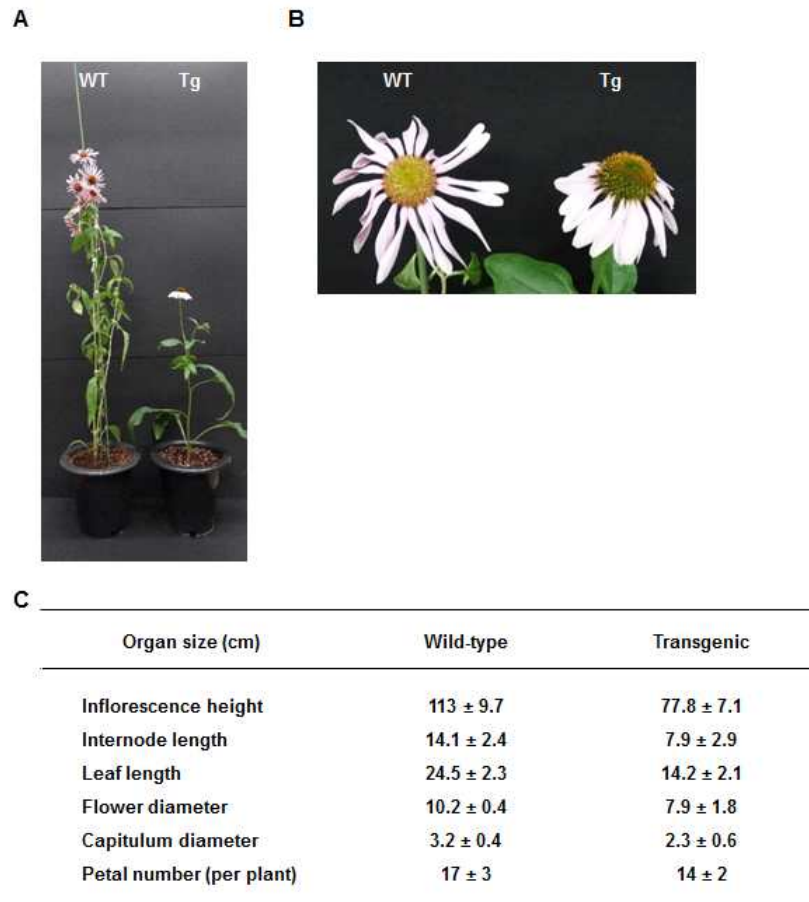 A
B
WT Tg
WT Tg
C
Organ size (cm) Wild-type Transgenic
Inflorescence height 113 ± 9.7 77.8 ± 7.1
Internode length 14.1 ± 2.4 7.9 ± 2.9
Leaf length 24.5 ± 2.3 14.2 ± 2.1
Flower diameter 10.2 ± 0.4 7.9 ± 1.8
Capitulum diameter 3.2 ± 0.4 2.3 ± 0.6
Petal number (per plant) 17 ± 3 14 ± 2